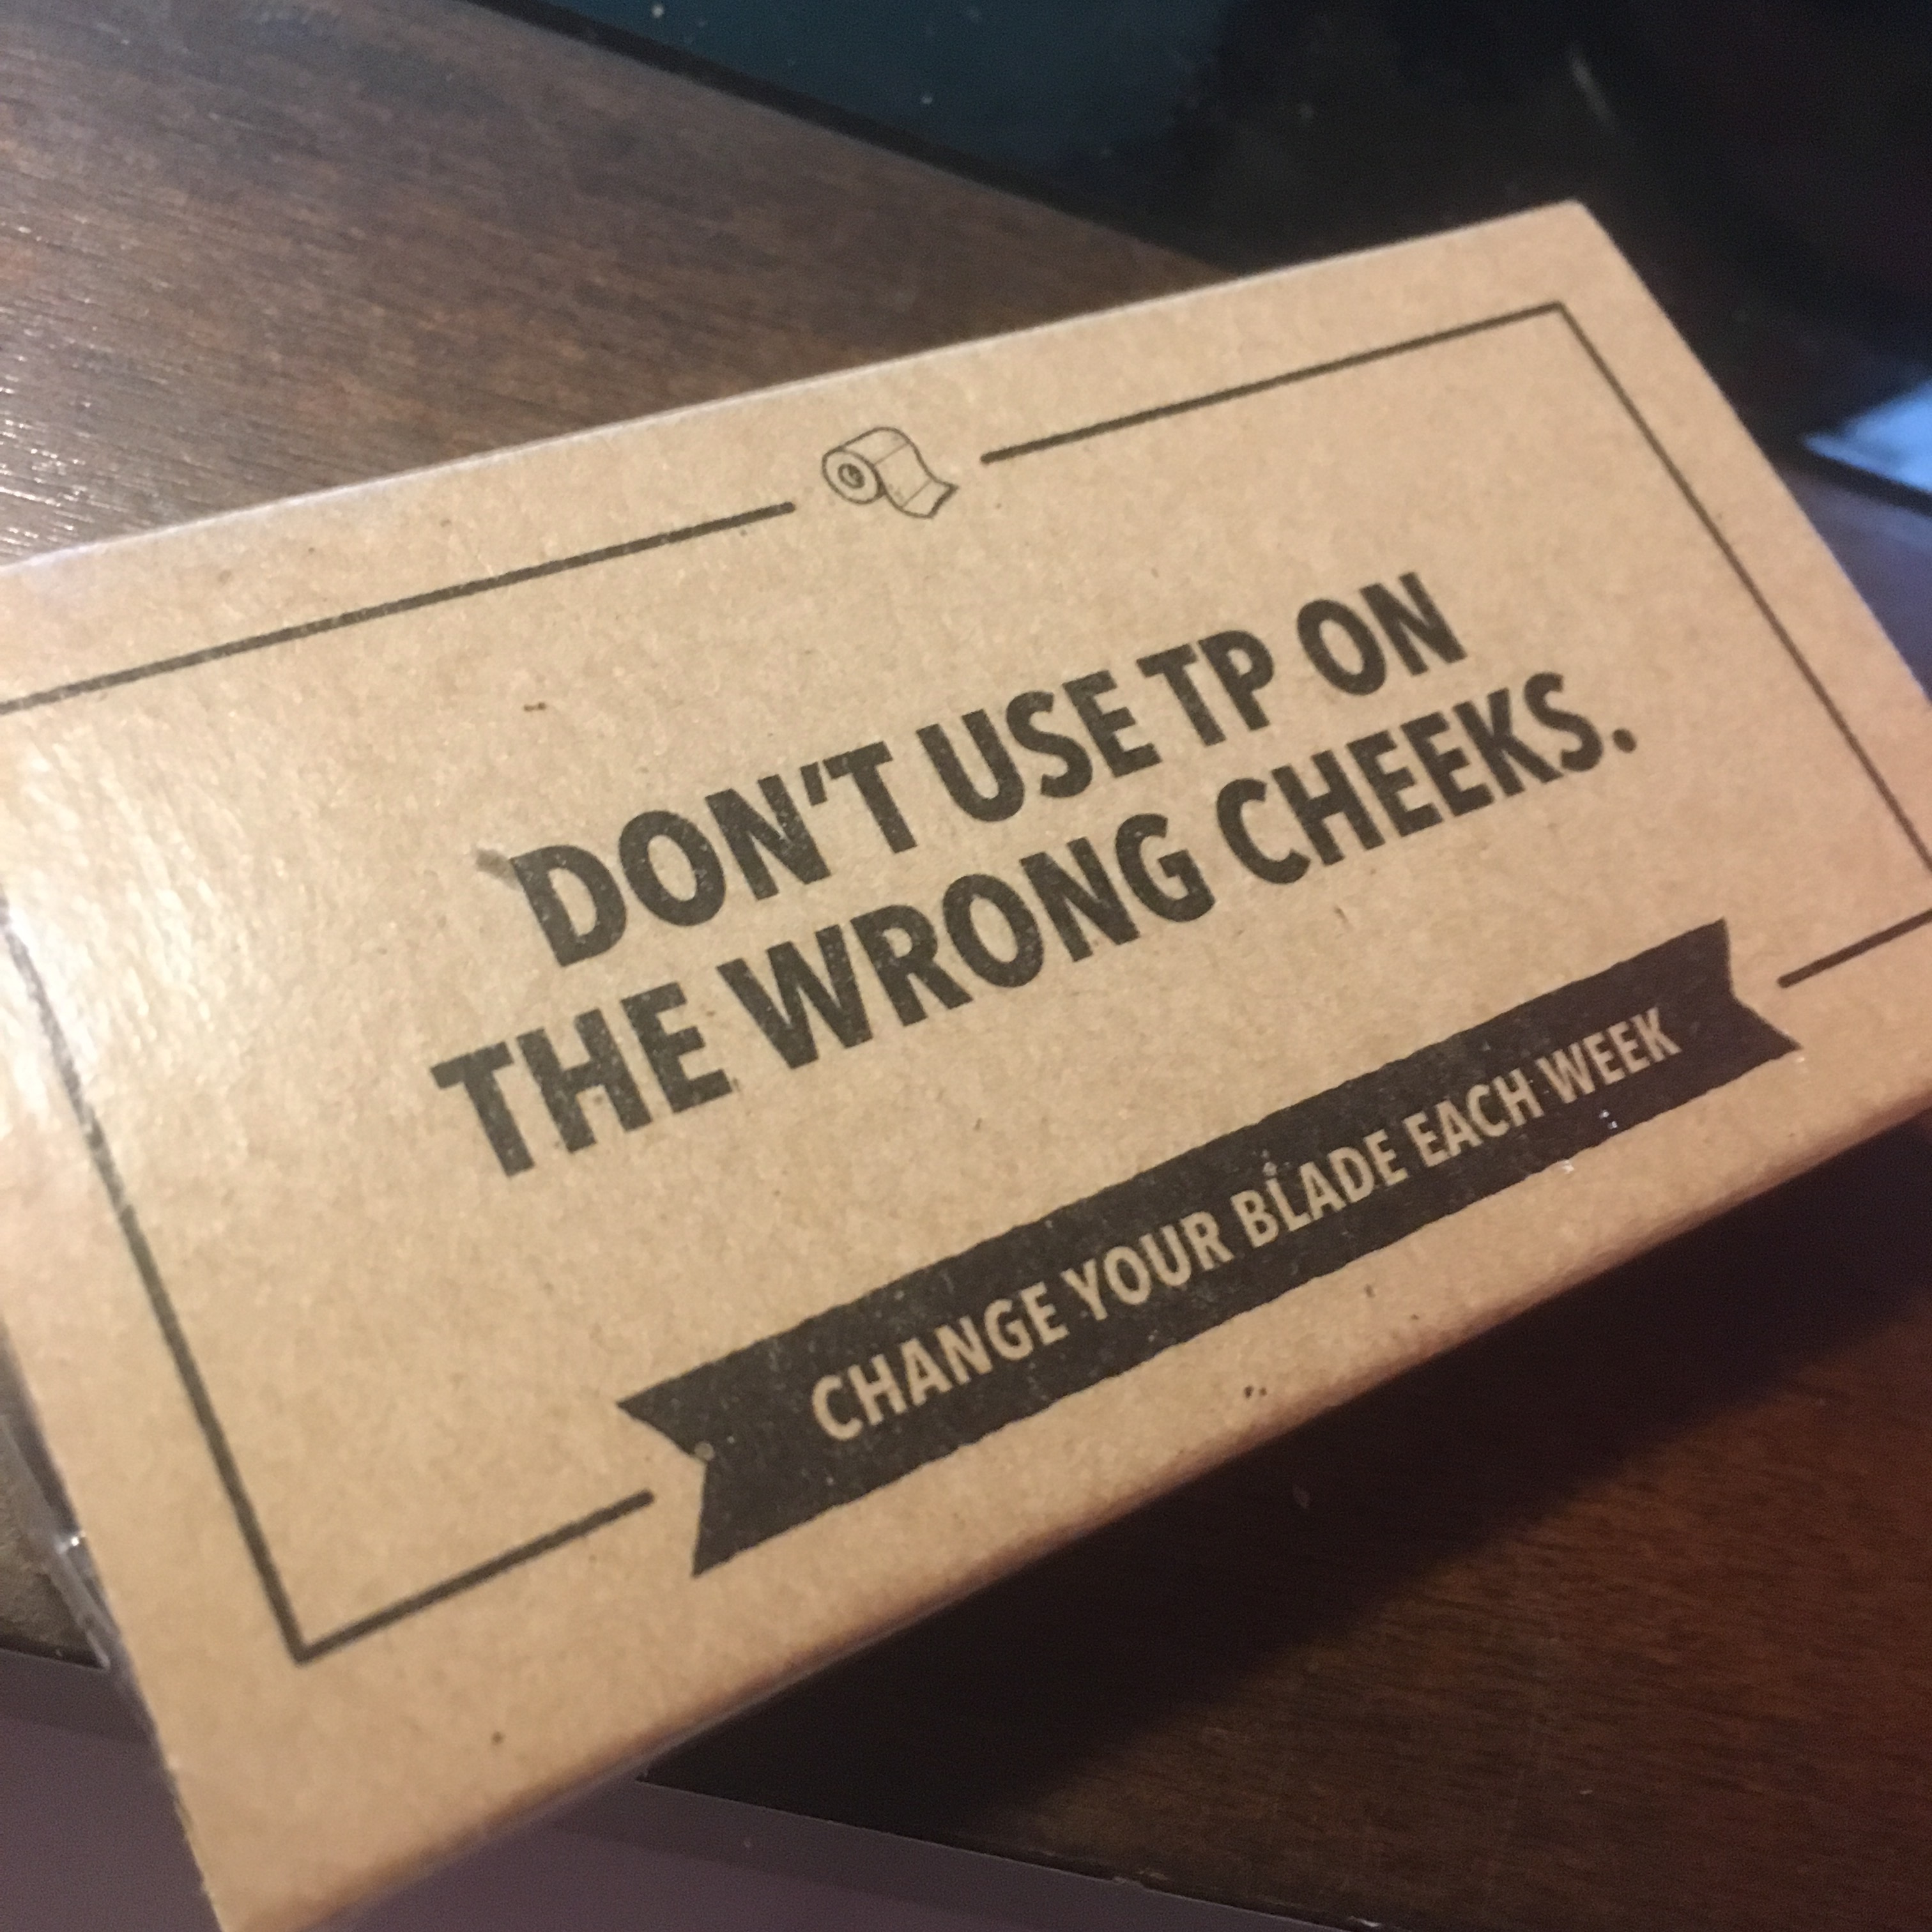 DON'T USE TP ON
THE WRONG CHEEKS.
CHANGE YOUR BLADE EACH WEEK